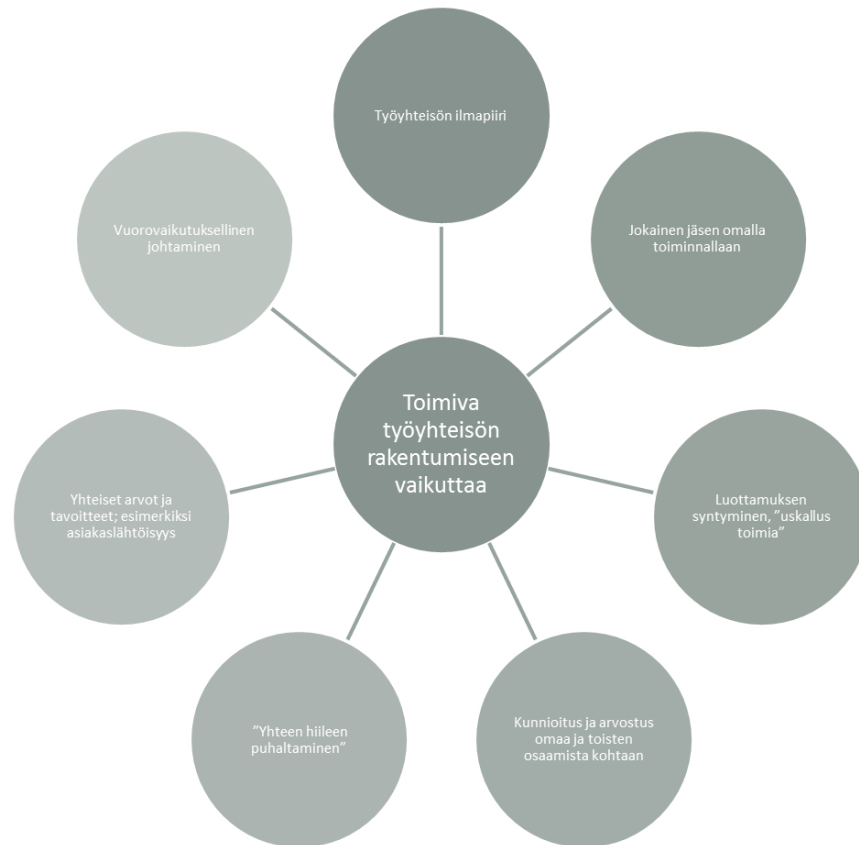 Työyhteisön ilmapiiri
Jokainen jäsen omalla
toiminnallaan
Luottamuksen
syntyminen, ”uskallus
toimia”
Kunnioitus ja arvostus
omaa ja toisten
osaamista kohtaan
”Yhteen hiileen
puhaltaminen”
Yhteiset arvot ja
tavoitteet; esimerkiksi
asiakaslähtöisyys
Vuorovaikutuksellinen
johtaminen
Toimiva
työyhteisön
rakentumiseen
vaikuttaa